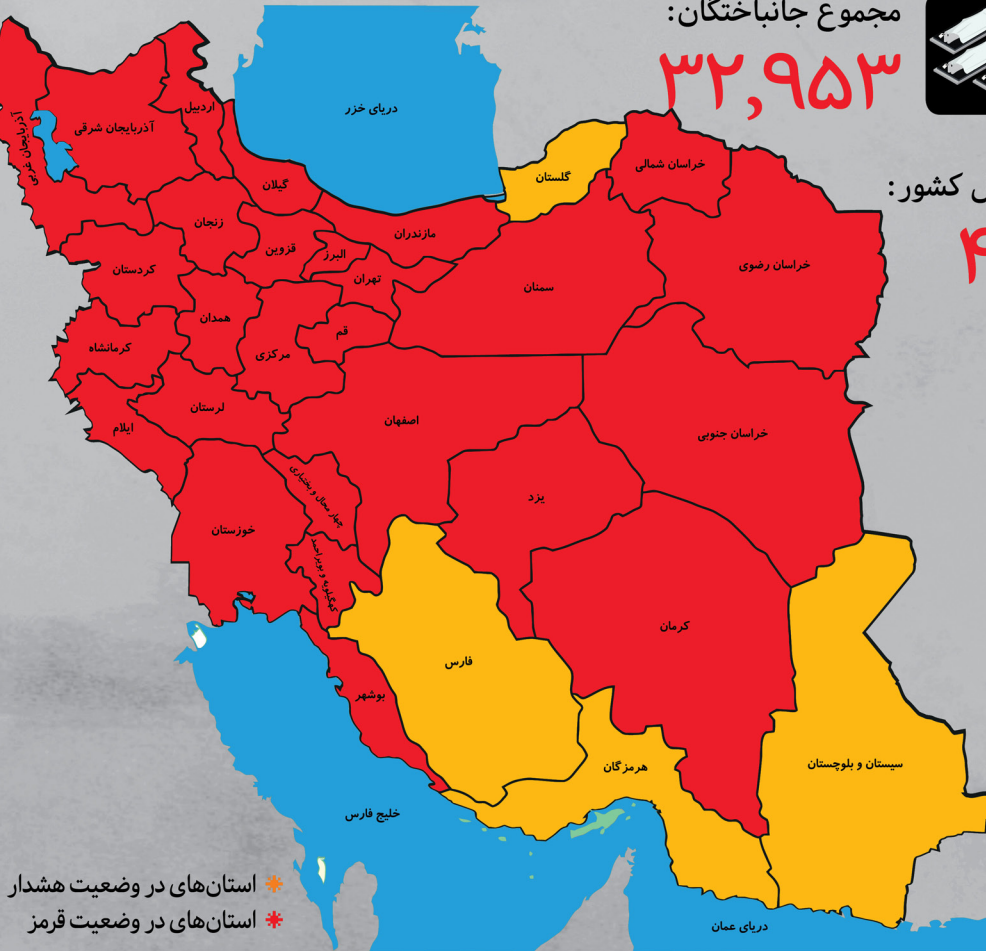 مجموع جانباختگان:
۳۲,۹۵۳
کشور:
دریای خزر
اردبیل
آذربایجان شرقی
آذربایجان غربی
گیلان
گلستان
خراسان شمالی
زنجان
مازندران
قزوین
البرز
تهران
کردستان
خراسان رضوی
سمنان
همدان
قم
کرمانشاه
مرکزی
لرستان
اصفهان
ایلام
خراسان جنوبی
چهار محال و بختیاری
یزد
خوزستان
کهگیلویه و بویراحمد
کرمان
فارس
بوشهر
هرمزگان
سیستان و بلوچستان
خلیج فارس
استان‌های در وضعیت هشدار
استان‌های در وضعیت قرمز
دریای عمان